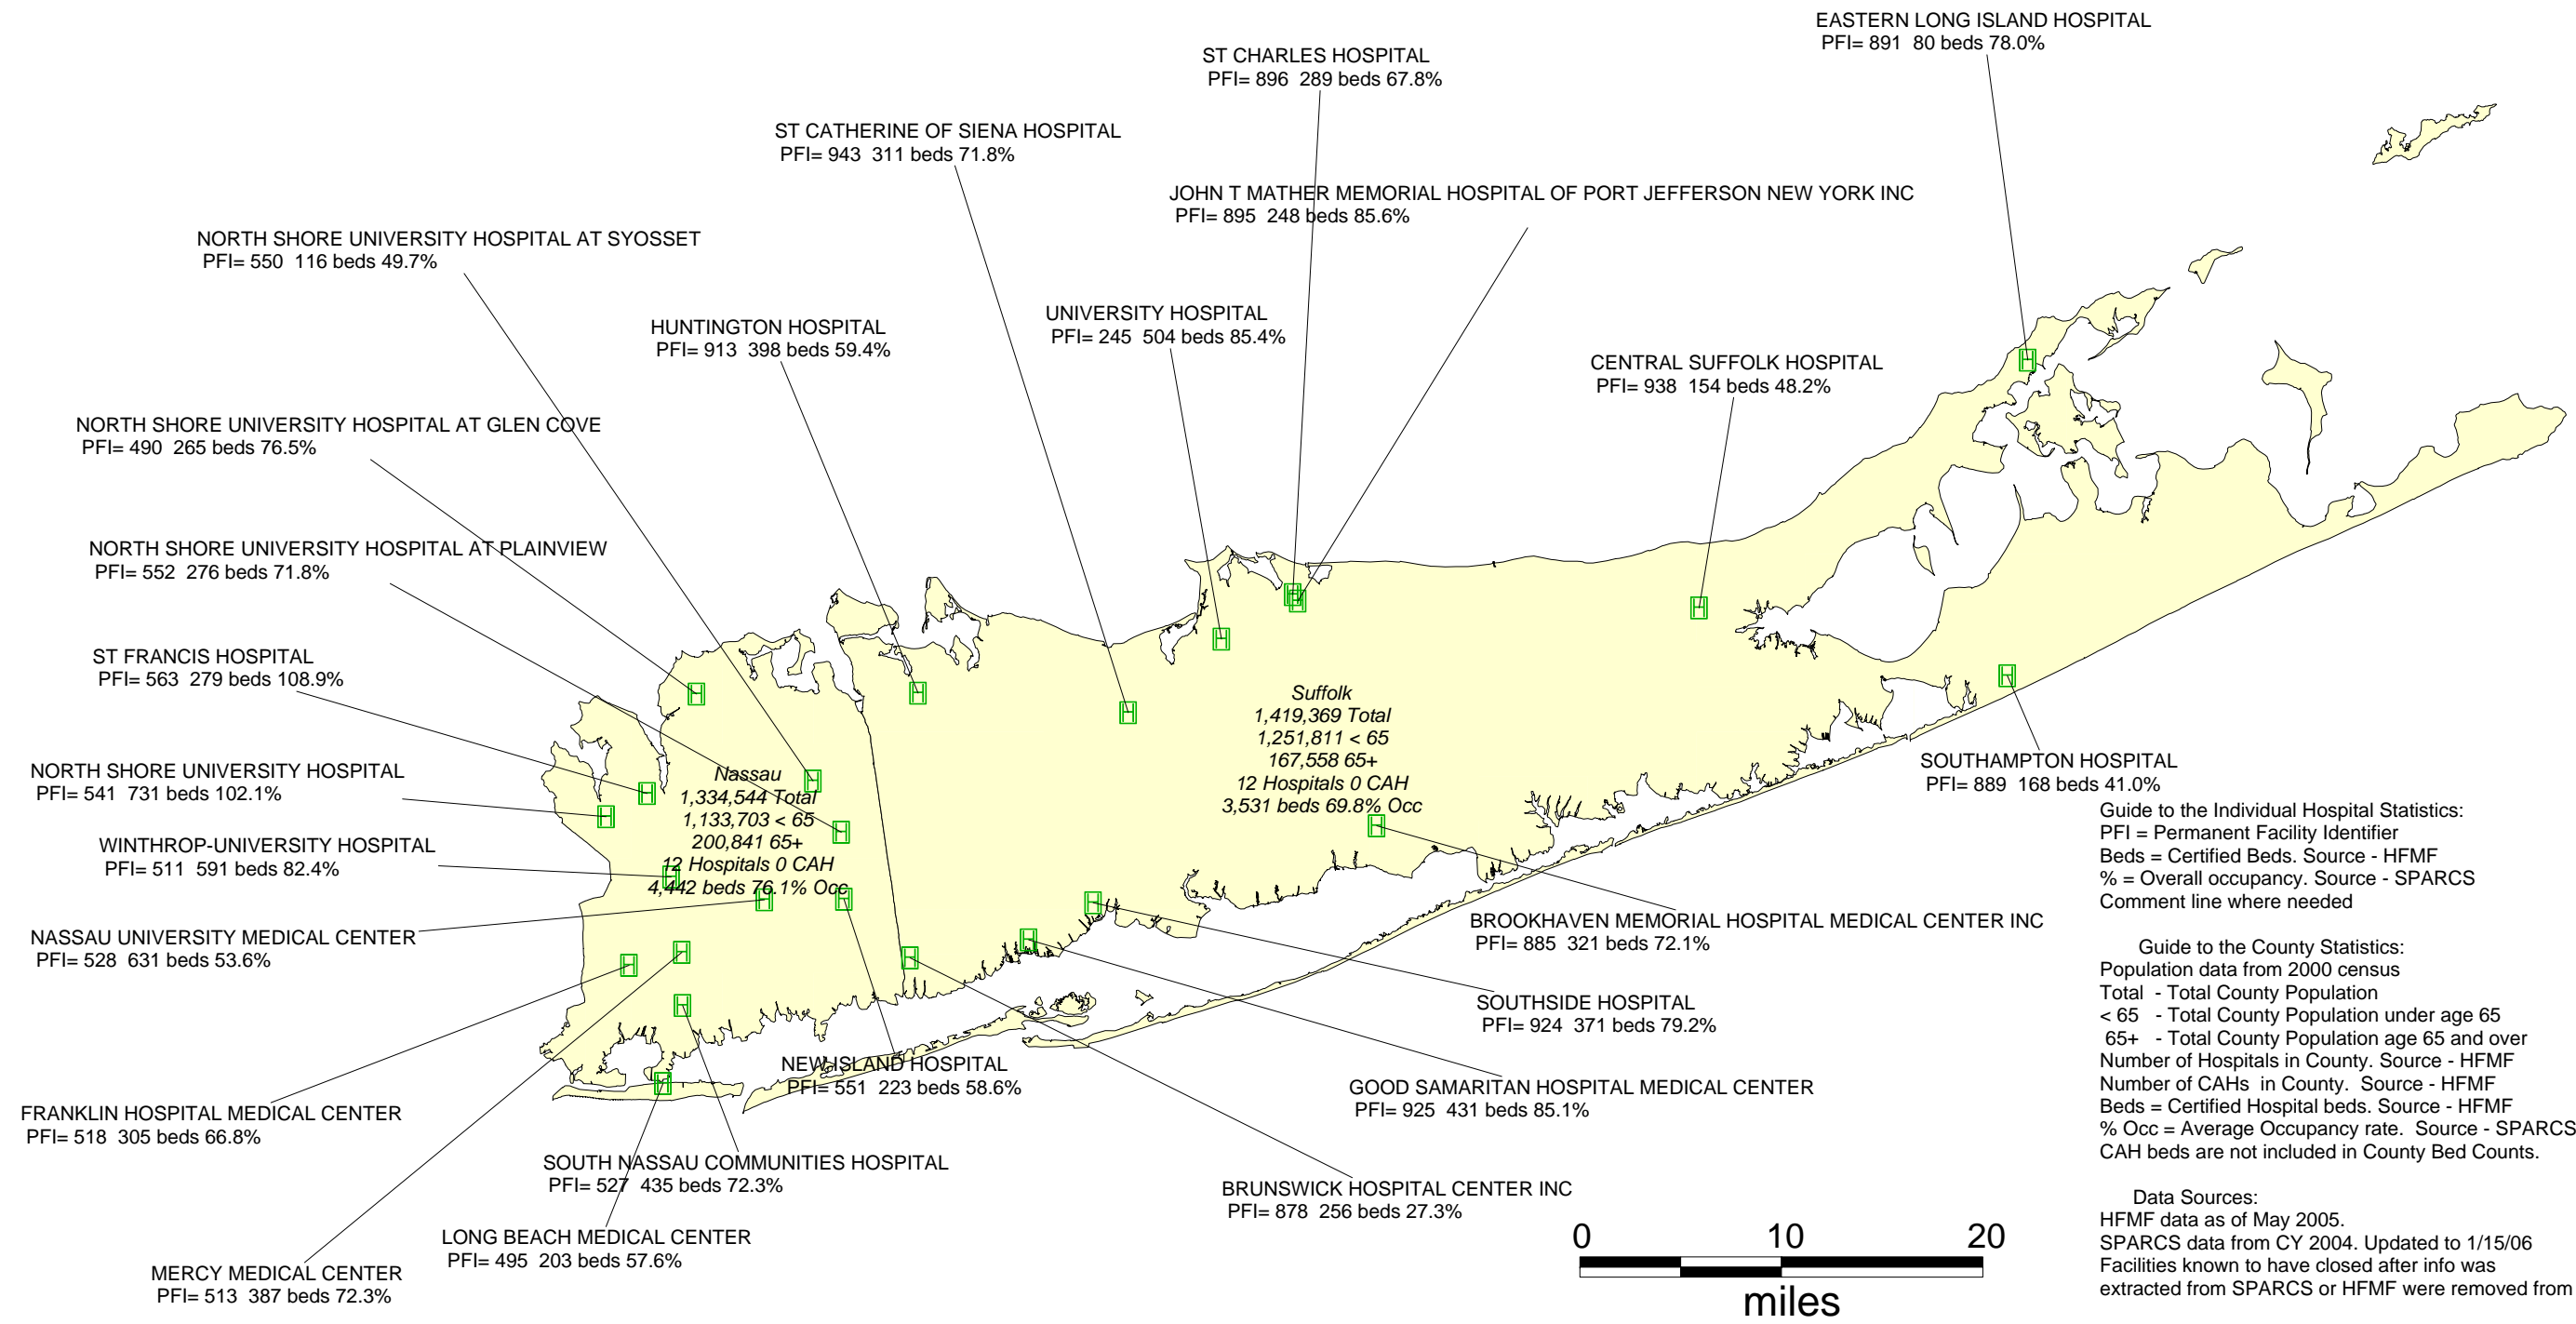 EASTERN LONG ISLAND HOSPITAL
PFI= 891 80 beds 78.0%
ST CHARLES HOSPITAL
PFI= 896 289 beds 67.8%
ST CATHERINE OF SIENA HOSPITAL
PFI= 943 311 beds 71.8%
JOHN T MATHER MEMORIAL HOSPITAL OF PORT JEFFERSON NEW YORK INC
PFI= 895 248 beds 85.6%
NORTH SHORE UNIVERSITY HOSPITAL AT SYOSSET
PFI= 550 116 beds 49.7%
UNIVERSITY HOSPITAL
PFI= 245 504 beds 85.4%
HUNTINGTON HOSPITAL
PFI= 913 398 beds 59.4%
CENTRAL SUFFOLK HOSPITAL
PFI= 938 154 beds 48.2%
NORTH SHORE UNIVERSITY HOSPITAL AT GLEN COVE
PFI= 490 265 beds 76.5%
NORTH SHORE UNIVERSITY HOSPITAL AT PLAINVIEW
PFI= 552 276 beds 71.8%
ST FRANCIS HOSPITAL
PFI= 563 279 beds 108.9%
Suffolk
1,419,369 Total
1,251,811 < 65
167,558 65+
12 Hospitals 0 CAH
3,531 beds 69.8% Occ
NORTH SHORE UNIVERSITY HOSPITAL
PFI= 541 731 beds 102.1%
Nassau
1,334,544 Total
1,133,703 < 65
200,841 65+
12 Hospitals 0 CAH
4,442 beds 76.1% Occ
WINTHROP-UNIVERSITY HOSPITAL
PFI= 511 591 beds 82.4%
SOUTHAMPTON HOSPITAL
PFI= 889 168 beds 41.0%
NASSAU UNIVERSITY MEDICAL CENTER
PFI= 528 631 beds 53.6%
BROOKHAVEN MEMORIAL HOSPITAL MEDICAL CENTER INC
PFI= 885 321 beds 72.1%
SOUTHSIDE HOSPITAL
PFI= 924 371 beds 79.2%
NEW ISLAND HOSPITAL
PFI= 551 223 beds 58.6%
GOOD SAMARITAN HOSPITAL MEDICAL CENTER
PFI= 925 431 beds 85.1%
FRANKLIN HOSPITAL MEDICAL CENTER
PFI= 518 305 beds 66.8%
SOUTH NASSAU COMMUNITIES HOSPITAL
PFI= 527 435 beds 72.3%
BRUNSWICK HOSPITAL CENTER INC
PFI= 878 256 beds 27.3%
LONG BEACH MEDICAL CENTER
PFI= 495 203 beds 57.6%
MERCY MEDICAL CENTER
PFI= 513 387 beds 72.3%
0 10 20
miles
Guide to the Individual Hospital Statistics:
PFI = Permanent Facility Identifier
Beds = Certified Beds. Source - HFMF
% = Overall occupancy. Source - SPARCS
Comment line where needed
Guide to the County Statistics:
Population data from 2000 census
Total - Total County Population
< 65 - Total County Population under age 65
65+ - Total County Population age 65 and over
Number of Hospitals in County. Source - HFMF
Number of CAHs in County. Source - HFMF
Beds = Certified Hospital beds. Source - HFMF
% Occ = Average Occupancy rate. Source - SPARCS
CAH beds are not included in County Bed Counts.
Data Sources:
HFMF data as of May 2005.
SPARCS data from CY 2004. Updated to 1/15/06
Facilities known to have closed after info was
extracted from SPARCS or HFMF were removed from